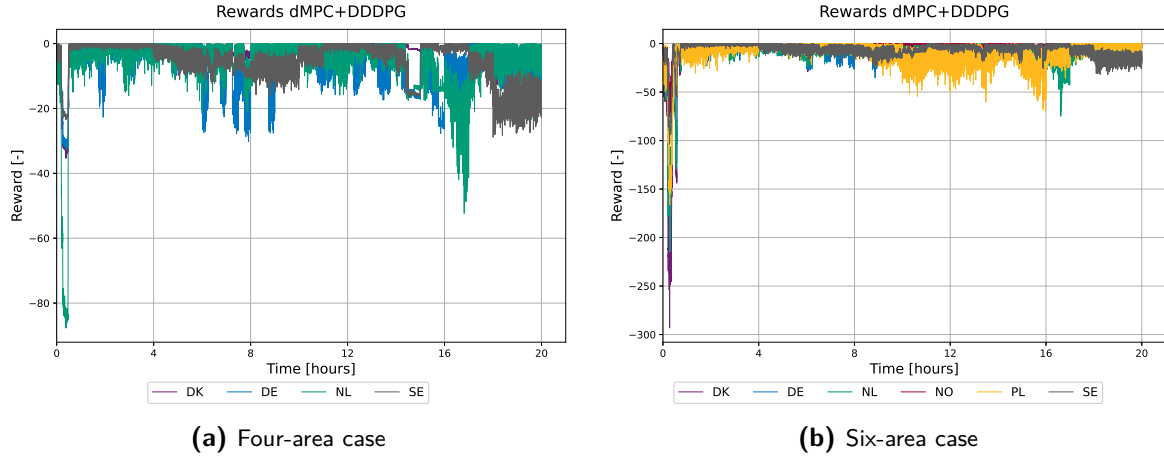 Rewards dMPC+DDDPG
0
−20
−40
−60
−80
Reward [-]
0 4 8 12 16 20
Time [hours]
DK DE NL SE
(a) Four-area case
Rewards dMPC+DDDPG
0
−50
−100
−150
−200
−250
−300
Reward [-]
0 4 8 12 16 20
Time [hours]
DK DE NL NO PL SE
(b) Six-area case